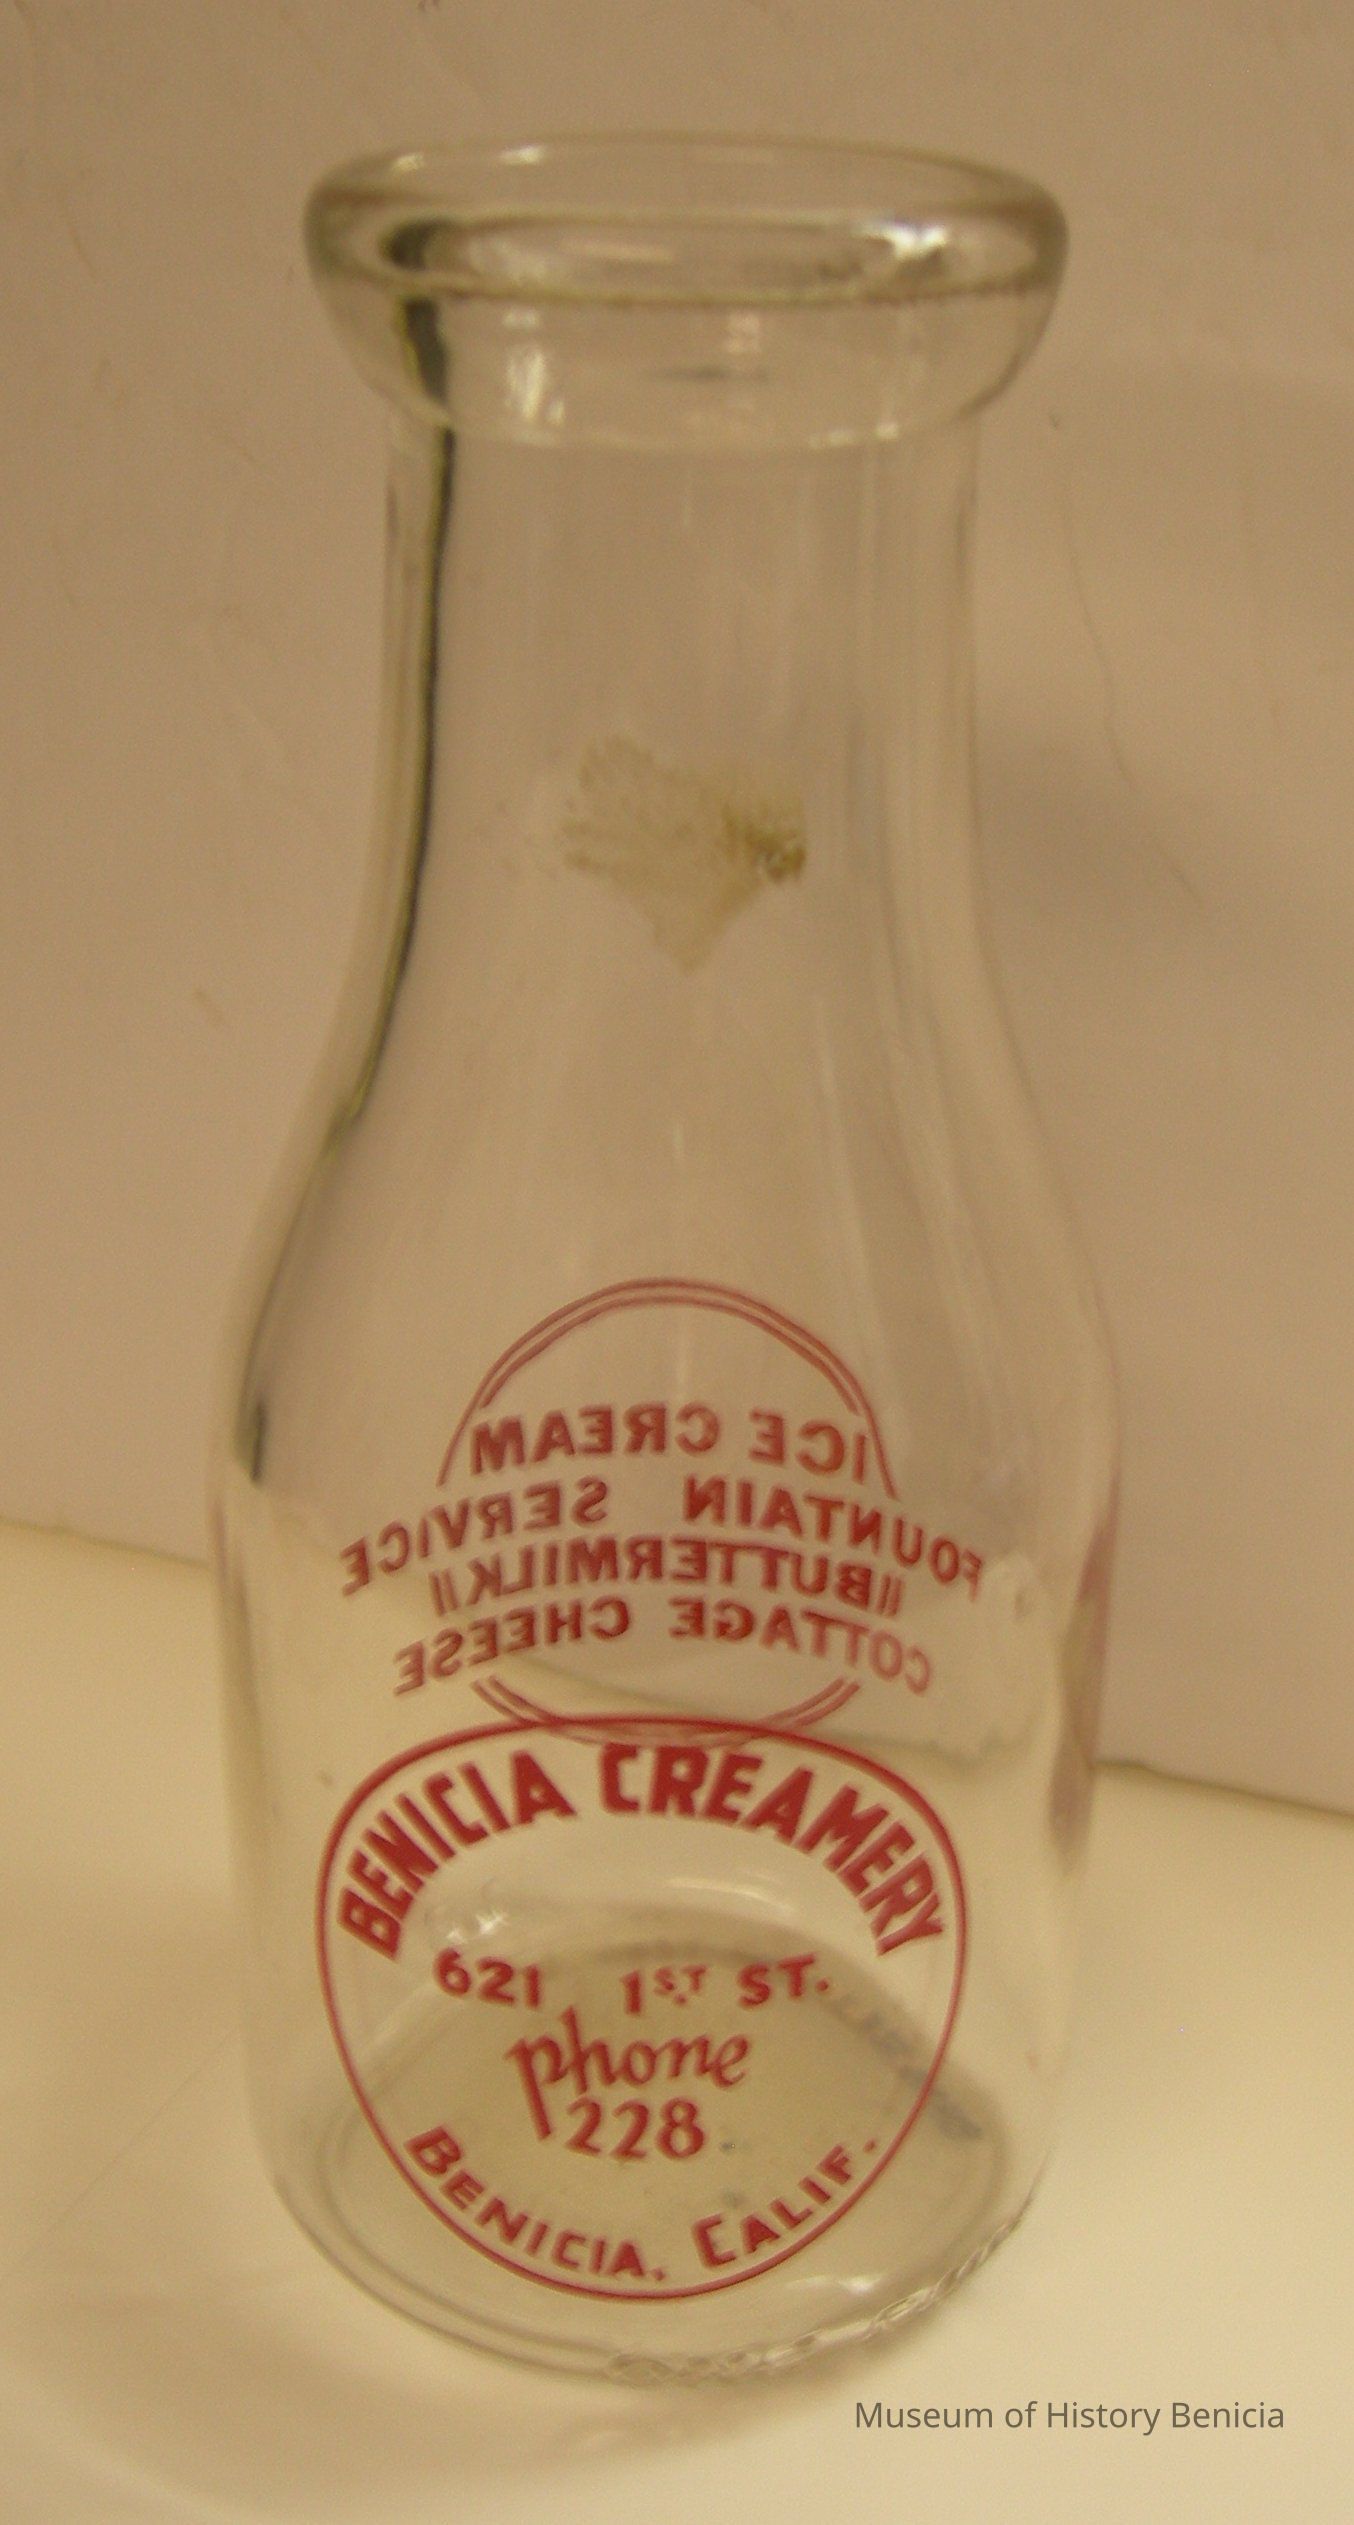 ICE CREAM
FOUNTAIN SERVICE
"BUTTERMILK"
COTTAGE CHEESE
BENICIA CREAMERY
621 1ST ST.
phone
228
BENICIA, CALIF.
Museum of History Benicia